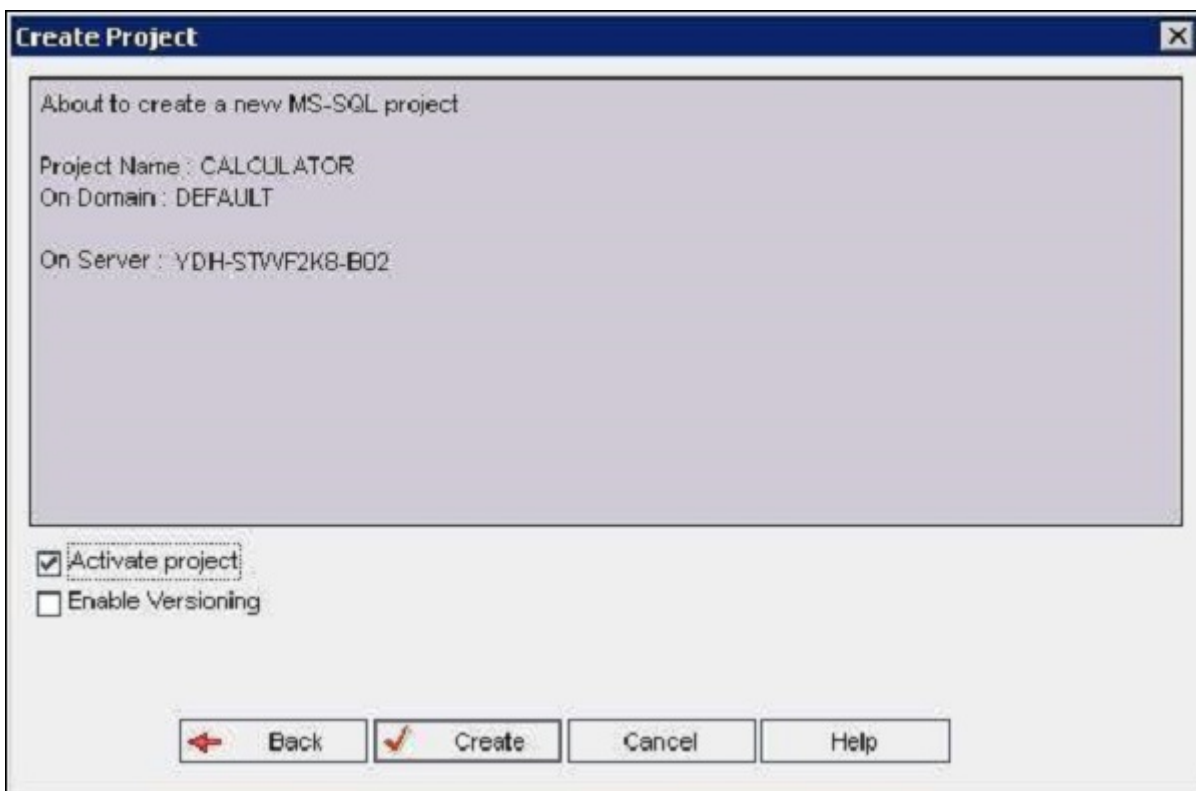 Create Project
About to create a new MS-SQL project
Project Name : CALCULATOR
On Domain : DEFAULT
On Server : YDH-STWF2K8-B02
Activate project
Enable Versioning
Back
Create
Cancel
Help